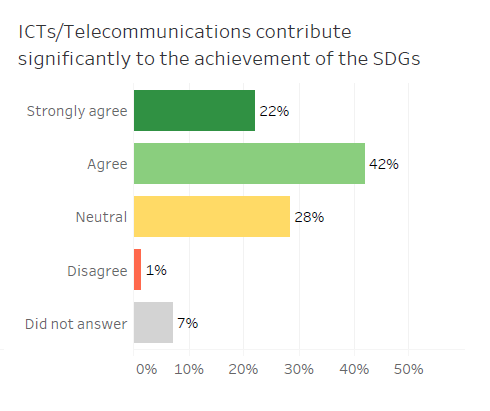 ICTs/Telecommunications contribute
significantly to the achievement of the SDGs
Strongly agree 22%
Agree 42%
Neutral 28%
Disagree 1%
Did not answer 7%
0% 10% 20% 30% 40% 50%